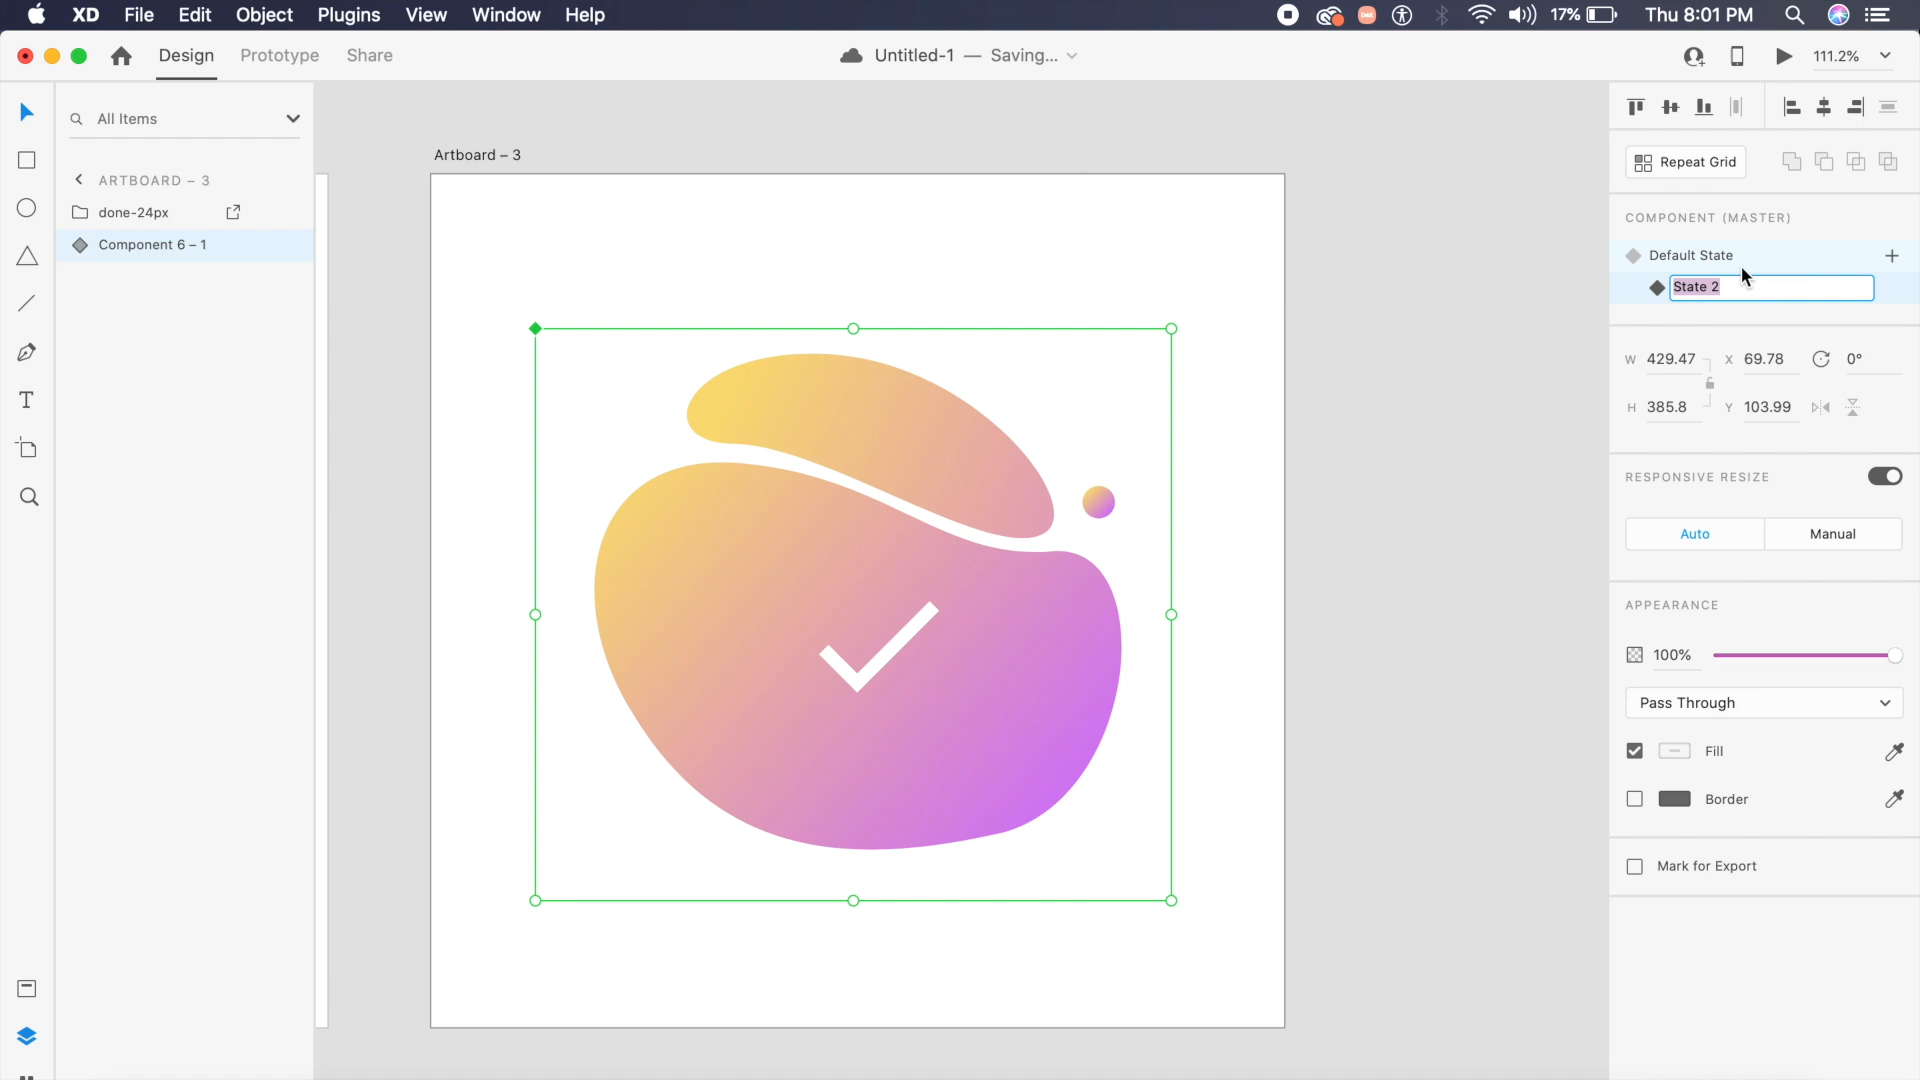 XD File Edit Object Plugins View Window Help 17% Thu 8:01 PM
Design Prototype Share Untitled-1 — Saving... 111.2%
All Items
ARTBOARD – 3
done-24px
Component 6 – 1
Artboard – 3
T
Repeat Grid
COMPONENT (MASTER)
Default State
State 2
W 429.47 X 69.78 0°
H 385.8 Y 103.99
RESPONSIVE RESIZE
Auto Manual
APPEARANCE
100%
Pass Through
Fill
Border
Mark for Export